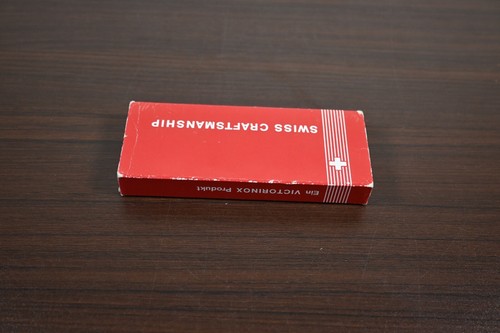 SWISS CRAFTSMANSHIP
Ein VICTORINOX Produkt